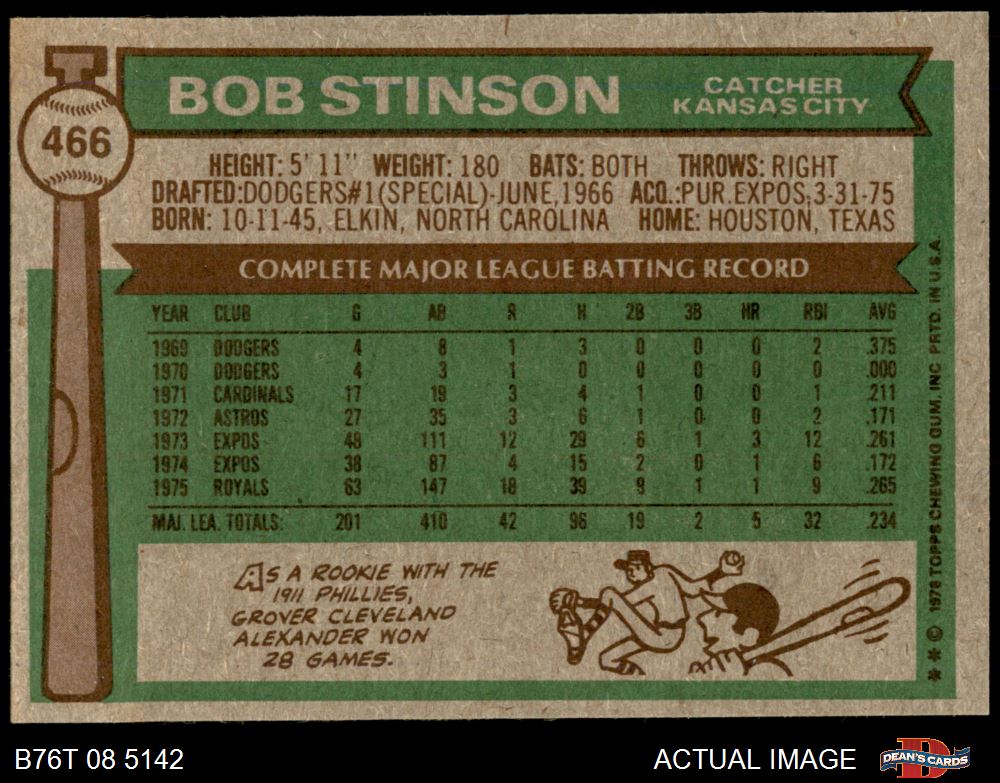 466
BOB STINSON
CATCHER
KANSAS CITY
HEIGHT: 5' 11" WEIGHT: 180 BATS: BOTH THROWS: RIGHT
DRAFTED:DODGERS#1(SPECIAL)-JUNE,1966 ACQ.:PUR.EXPOS,3-31-75
BORN: 10-11-45, ELKIN, NORTH CAROLINA HOME: HOUSTON, TEXAS
COMPLETE MAJOR LEAGUE BATTING RECORD
YEAR CLUB G AB R H 2B 3B HR RBI AVG
1969 DODGERS 4 8 1 3 0 0 0 2 .375
1970 DODGERS 4 3 1 0 0 0 0 0 .000
1971 CARDINALS 17 19 3 4 1 0 0 1 .211
1972 ASTROS 27 35 3 6 1 0 0 2 .171
1973 EXPOS 48 111 12 29 6 1 3 12 .261
1974 EXPOS 38 87 4 15 2 0 1 6 .172
1975 ROYALS 63 147 18 39 9 1 1 9 .265
MAJ. LEA. TOTALS: 201 410 42 96 19 2 5 32 .234
AS A ROOKIE WITH THE
1911 PHILLIES,
GROVER CLEVELAND
ALEXANDER WON
28 GAMES.
** © 1976 TOPPS CHEWING GUM, INC PRTD. IN U.S.A.
B76T 08 5142
ACTUAL IMAGE
DEAN'S CARDS